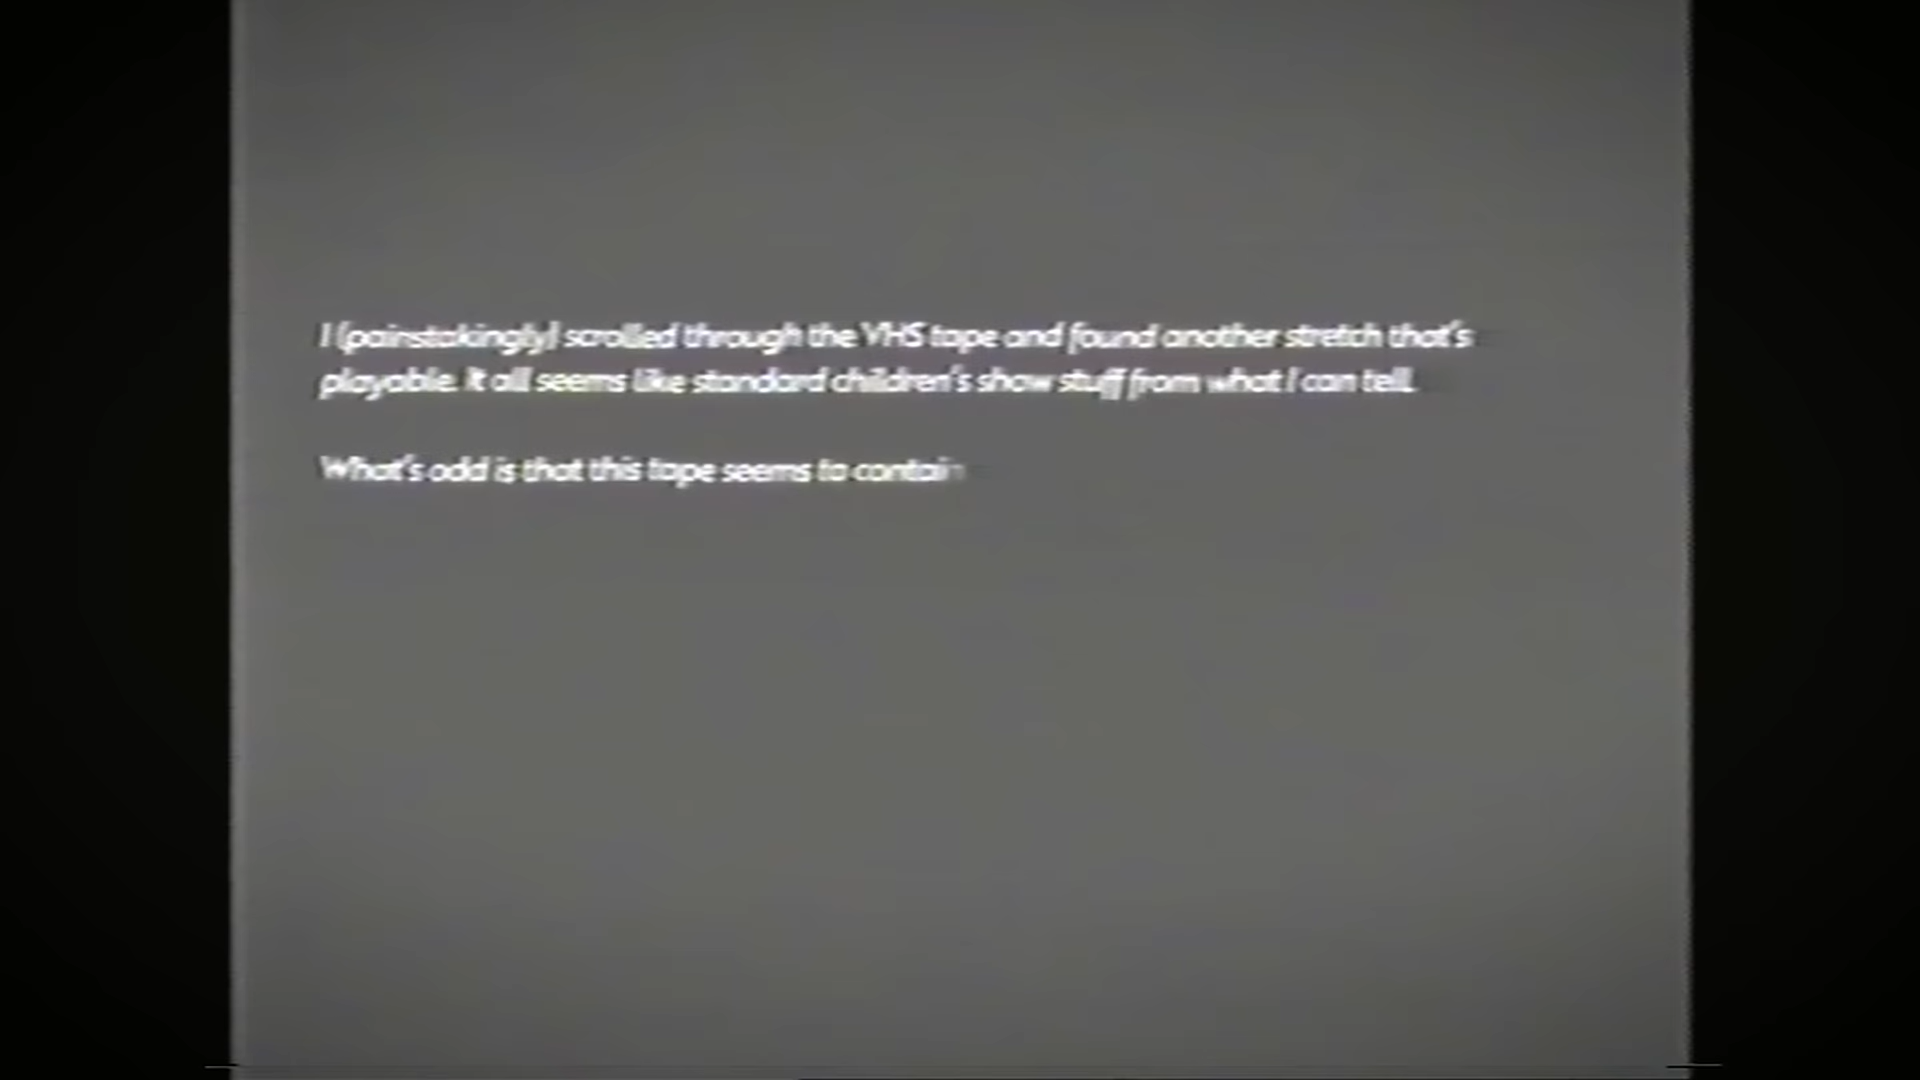 I (painstakingly) scrolled through the VHS tape and found another stretch that's
playable. It all seems like standard children's show stuff from what I can tell.
What's odd is that this tape seems to contain